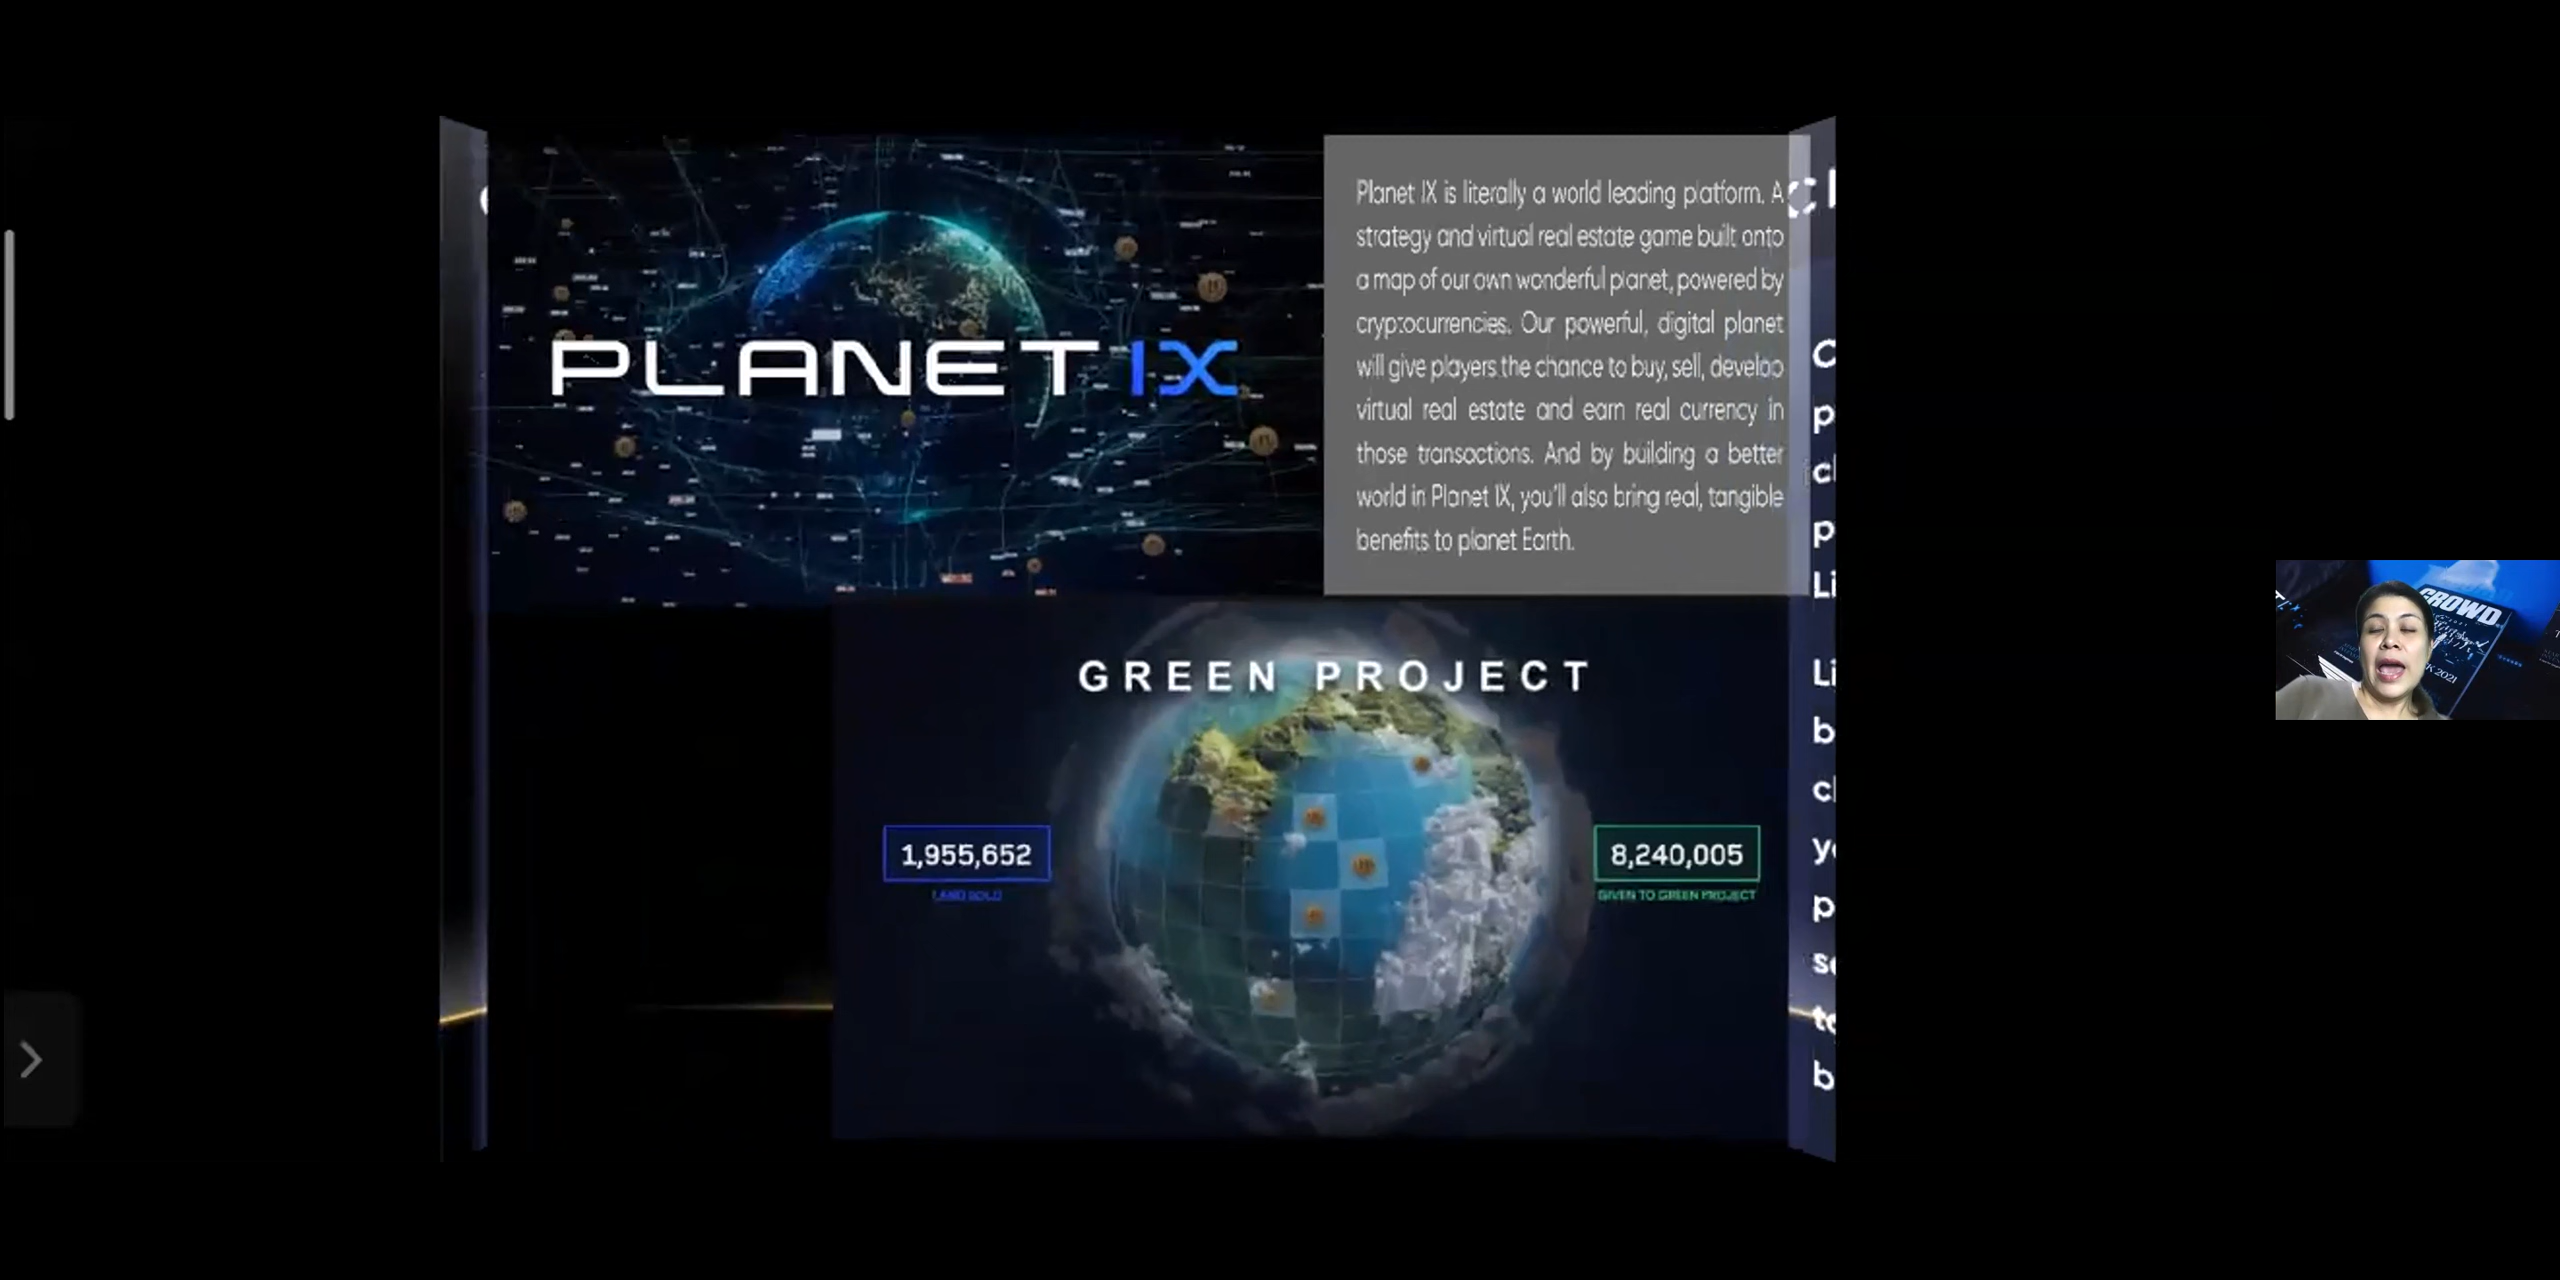 PLANET IX
Planet IX is literally a world leading platform. A
strategy and virtual real estate game built onto
a map of our own wonderful planet, powered by
cryptocurrencies. Our powerful, digital planet
will give players the chance to buy, sell, develop
virtual real estate and earn real currency in
those transactions. And by building a better
world in Planet IX, you'll also bring real, tangible
benefits to planet Earth.
GREEN PROJECT
1,955,652
LAND SOLD
8,240,005
GIVEN TO GREEN PROJECT
p
Li
Li
b
p
b
CROWD
2021